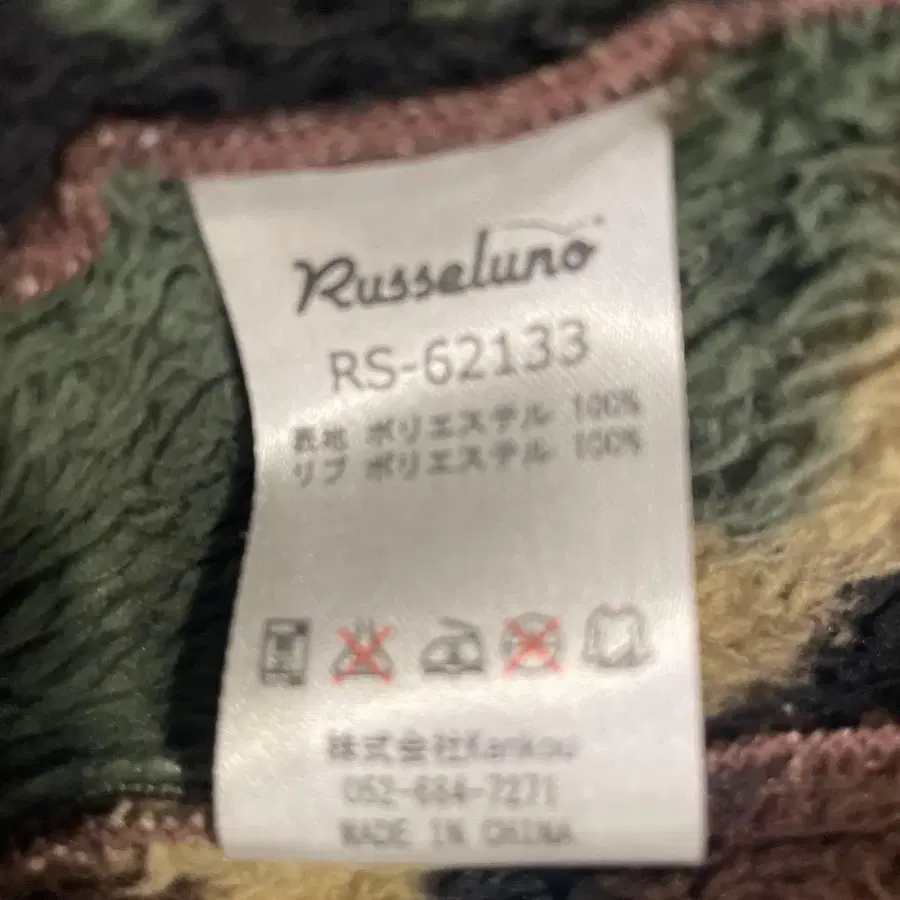 Russeluno
RS-62133
表地 ポリエステル 100%
リブ ポリエステル 100%
株式会社Kankou
052-684-7271
MADE IN CHINA